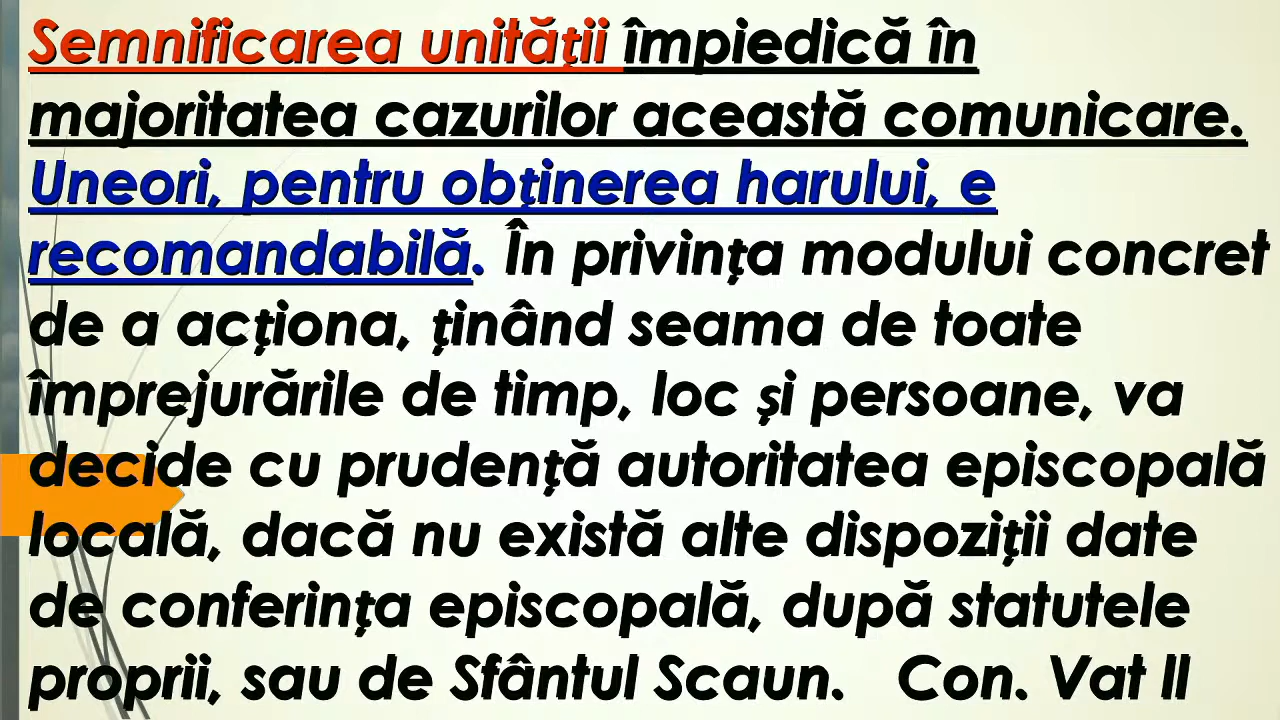 Semnificarea unității împiedică în
majoritatea cazurilor această comunicare.
Uneori, pentru obținerea harului, e
recomandabilă. În privința modului concret
de a acționa, ținând seama de toate
împrejurările de timp, loc și persoane, va
decide cu prudență autoritatea episcopală
locală, dacă nu există alte dispoziții date
de conferința episcopală, după statutele
proprii, sau de Sfântul Scaun.   Con. Vat II